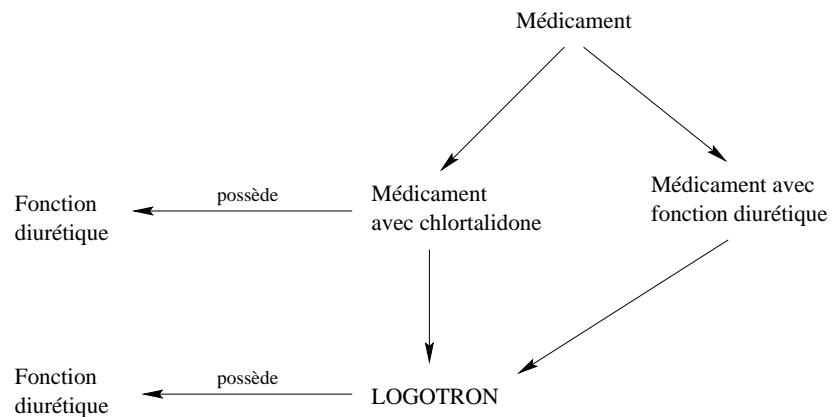 Médicament
Médicament avec
fonction diurétique
Médicament
avec chlortalidone
possède
Fonction
diurétique
LOGOTRON
possède
Fonction
diurétique